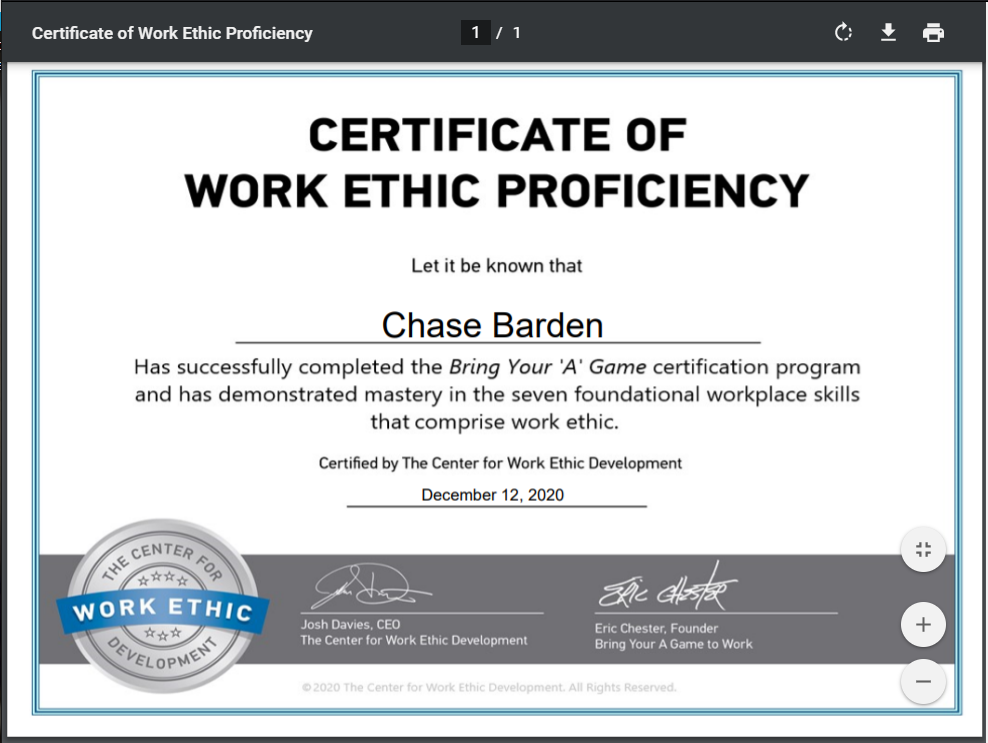 Certificate of Work Ethic Proficiency
1 / 1
CERTIFICATE OF
WORK ETHIC PROFICIENCY
Let it be known that
Chase Barden
Has successfully completed the Bring Your 'A' Game certification program
and has demonstrated mastery in the seven foundational workplace skills
that comprise work ethic.
Certified by The Center for Work Ethic Development
December 12, 2020
THE CENTER FOR
WORK ETHIC
DEVELOPMENT
Josh Davies, CEO
The Center for Work Ethic Development
Eric Chester
Eric Chester, Founder
Bring Your A Game to Work
©2020 The Center for Work Ethic Development. All Rights Reserved.